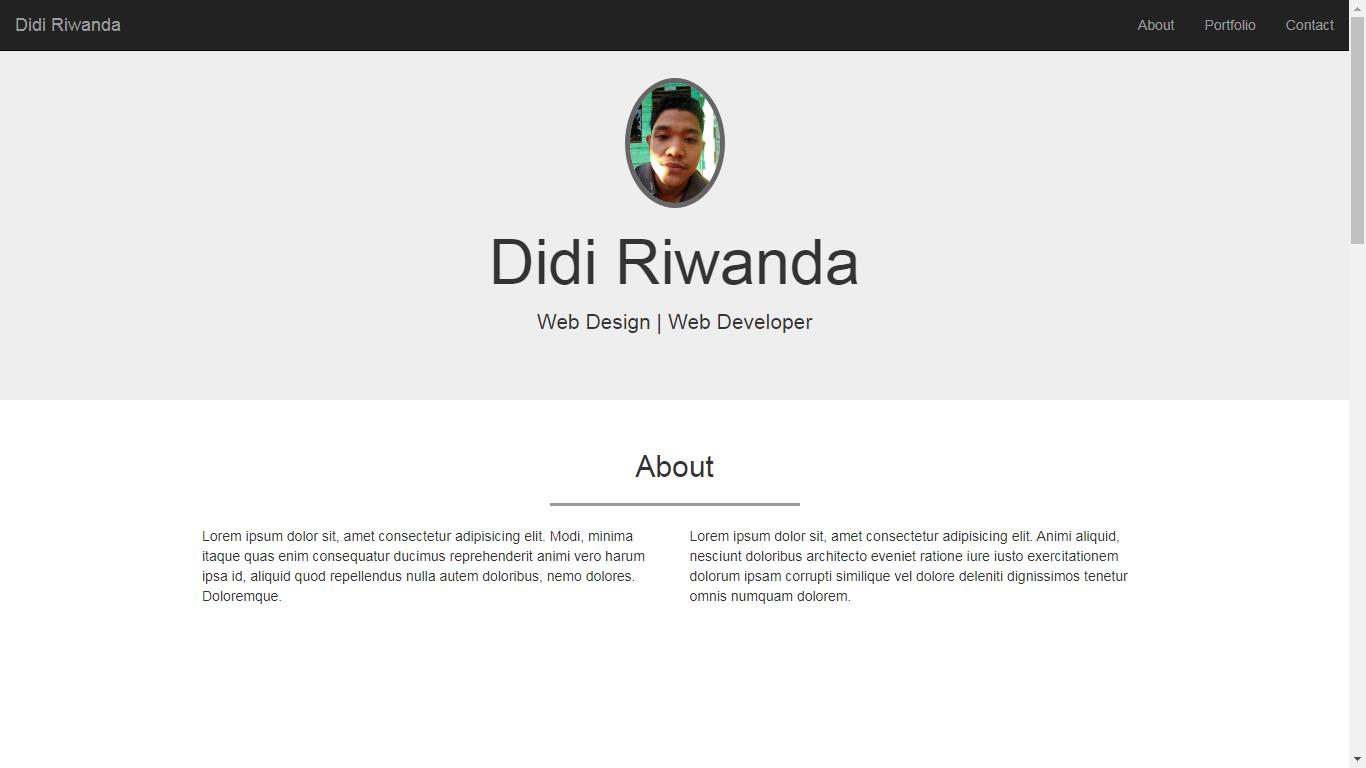 Didi Riwanda
About Portfolio Contact
Didi Riwanda
Web Design | Web Developer
About
Lorem ipsum dolor sit, amet consectetur adipisicing elit. Modi, minima
itaque quas enim consequatur ducimus reprehenderit animi vero harum
ipsa id, aliquid quod repellendus nulla autem doloribus, nemo dolores.
Doloremque.
Lorem ipsum dolor sit, amet consectetur adipisicing elit. Animi aliquid,
nesciunt doloribus architecto eveniet ratione iure iusto exercitationem
dolorum ipsam corrupti similique vel dolore deleniti dignissimos tenetur
omnis numquam dolorem.